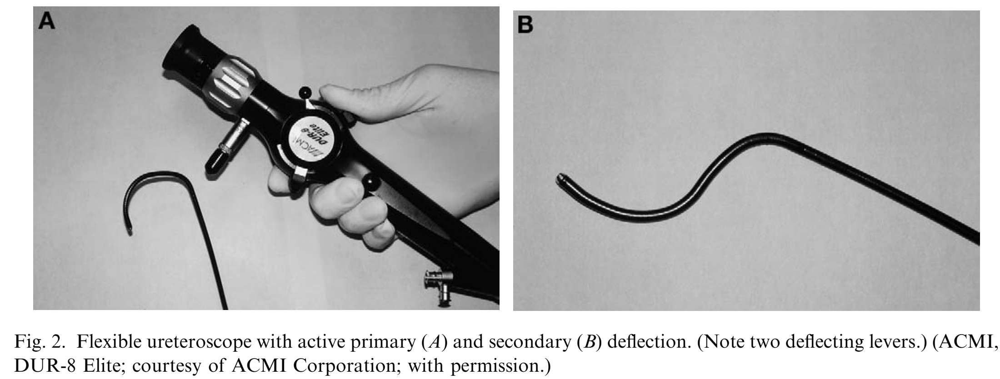 A
B
ACMI
DUR-8
Elite
Fig. 2. Flexible ureteroscope with active primary (A) and secondary (B) deflection. (Note two deflecting levers.) (ACMI,
DUR-8 Elite; courtesy of ACMI Corporation; with permission.)